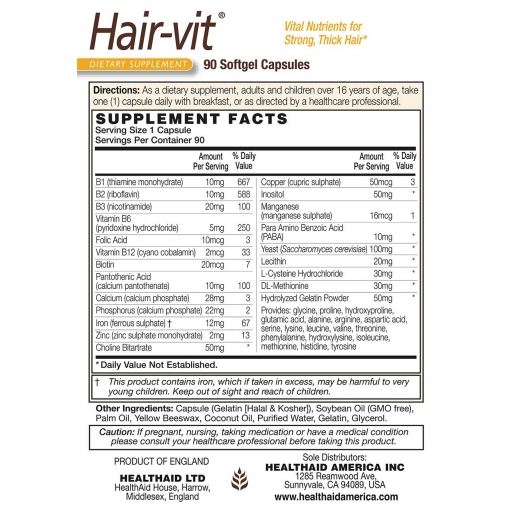 Hair-vit®
Vital Nutrients for
Strong, Thick Hair*
DIETARY SUPPLEMENT
90 Softgel Capsules
Directions: As a dietary supplement, adults and children over 16 years of age, take
one (1) capsule daily with breakfast, or as directed by a healthcare professional.
SUPPLEMENT FACTS
Serving Size 1 Capsule
Servings Per Container 90
Amount % Daily
Per Serving Value
B1 (thiamine monohydrate) 10mg 667
B2 (riboflavin) 10mg 588
B3 (nicotinamide) 20mg 100
Vitamin B6
(pyridoxine hydrochloride) 5mg 250
Folic Acid 10mcg 3
Vitamin B12 (cyano cobalamin) 2mcg 33
Biotin 20mcg 7
Pantothenic Acid
(calcium pantothenate) 10mg 100
Calcium (calcium phosphate) 28mg 3
Phosphorus (calcium phosphate) 22mg 2
Iron (ferrous sulphate) † 12mg 67
Zinc (zinc sulphate monohydrate) 2mg 13
Choline Bitartrate 50mg *
Amount % Daily
Per Serving Value
Copper (cupric sulphate) 50mcg 3
Inositol 50mg *
Manganese
(manganese sulphate) 16mcg 1
Para Amino Benzoic Acid
(PABA) 10mg *
Yeast (Saccharomyces cerevisiae) 100mg *
Lecithin 20mg *
L-Cysteine Hydrochloride 30mg *
DL-Methionine 30mg *
Hydrolyzed Gelatin Powder 50mg *
Provides: glycine, proline, hydroxyproline,
glutamic acid, alanine, arginine, aspartic acid,
serine, lysine, leucine, valine, threonine,
phenylalanine, hydroxylysine, isoleucine,
methionine, histidine, tyrosine
* Daily Value Not Established.
† This product contains iron, which if taken in excess, may be harmful to very
young children. Keep out of sight and reach of children.
Other Ingredients: Capsule (Gelatin [Halal & Kosher]), Soybean Oil (GMO free),
Palm Oil, Yellow Beeswax, Coconut Oil, Purified Water, Gelatin, Glycerol.
Caution: If pregnant, nursing, taking medication or have a medical condition
please consult your healthcare professional before taking this product.
PRODUCT OF ENGLAND
HEALTHAID LTD
HealthAid House, Harrow,
Middlesex, England
Sole Distributors:
HEALTHAID AMERICA INC
1285 Reamwood Ave,
Sunnyvale, CA 94089, USA
www.healthaidamerica.com